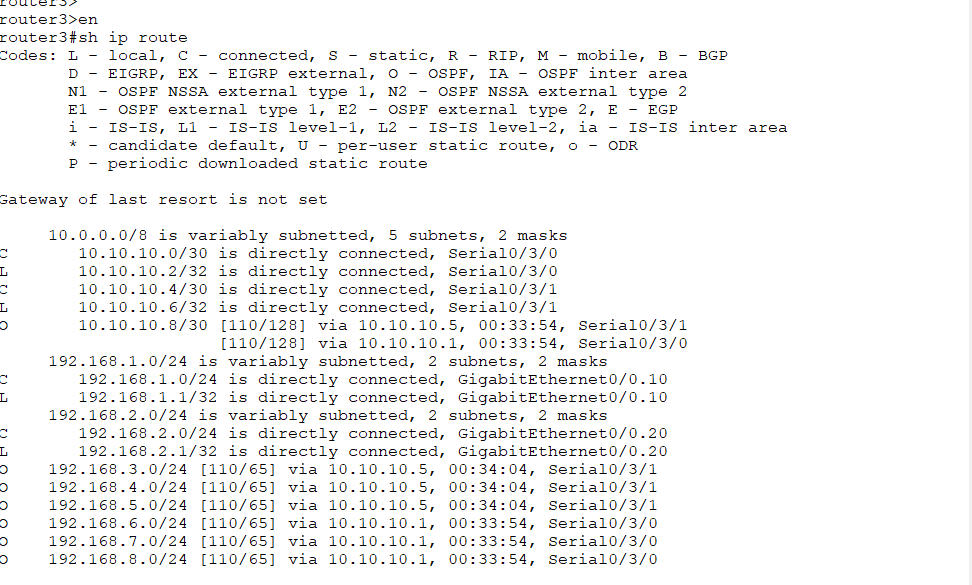 router3>
router3>en
router3#sh ip route
Codes: L - local, C - connected, S - static, R - RIP, M - mobile, B - BGP
D - EIGRP, EX - EIGRP external, O - OSPF, IA - OSPF inter area
N1 - OSPF NSSA external type 1, N2 - OSPF NSSA external type 2
E1 - OSPF external type 1, E2 - OSPF external type 2, E - EGP
i - IS-IS, L1 - IS-IS level-1, L2 - IS-IS level-2, ia - IS-IS inter area
* - candidate default, U - per-user static route, o - ODR
P - periodic downloaded static route
Gateway of last resort is not set
10.0.0.0/8 is variably subnetted, 5 subnets, 2 masks
C 10.10.10.0/30 is directly connected, Serial0/3/0
L 10.10.10.2/32 is directly connected, Serial0/3/0
C 10.10.10.4/30 is directly connected, Serial0/3/1
L 10.10.10.6/32 is directly connected, Serial0/3/1
O 10.10.10.8/30 [110/128] via 10.10.10.5, 00:33:54, Serial0/3/1
[110/128] via 10.10.10.1, 00:33:54, Serial0/3/0
192.168.1.0/24 is variably subnetted, 2 subnets, 2 masks
C 192.168.1.0/24 is directly connected, GigabitEthernet0/0.10
L 192.168.1.1/32 is directly connected, GigabitEthernet0/0.10
192.168.2.0/24 is variably subnetted, 2 subnets, 2 masks
C 192.168.2.0/24 is directly connected, GigabitEthernet0/0.20
L 192.168.2.1/32 is directly connected, GigabitEthernet0/0.20
O 192.168.3.0/24 [110/65] via 10.10.10.5, 00:34:04, Serial0/3/1
O 192.168.4.0/24 [110/65] via 10.10.10.5, 00:34:04, Serial0/3/1
O 192.168.5.0/24 [110/65] via 10.10.10.5, 00:34:04, Serial0/3/1
O 192.168.6.0/24 [110/65] via 10.10.10.1, 00:33:54, Serial0/3/0
O 192.168.7.0/24 [110/65] via 10.10.10.1, 00:33:54, Serial0/3/0
O 192.168.8.0/24 [110/65] via 10.10.10.1, 00:33:54, Serial0/3/0